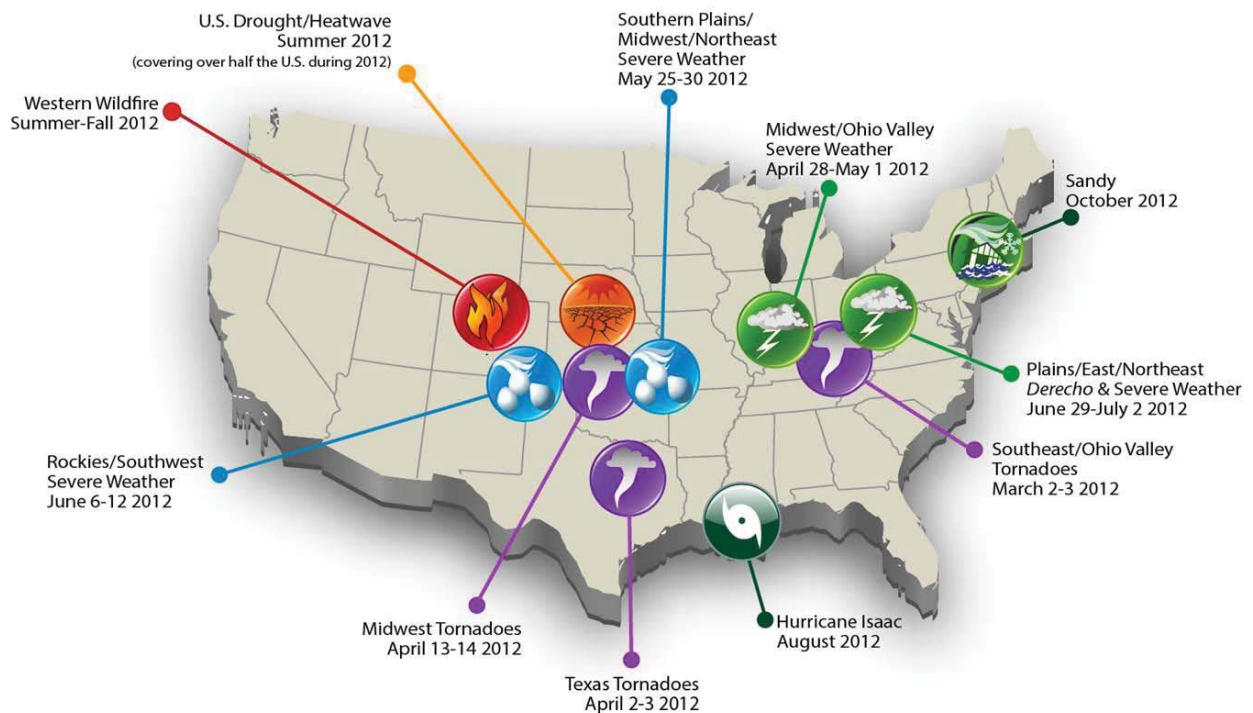 U.S. Drought/Heatwave
Summer 2012
(covering over half the U.S. during 2012)
Southern Plains/
Midwest/Northeast
Severe Weather
May 25-30 2012
Western Wildfire
Summer-Fall 2012
Midwest/Ohio Valley
Severe Weather
April 28-May 1 2012
Sandy
October 2012
Plains/East/Northeast
Derecho & Severe Weather
June 29-July 2 2012
Southeast/Ohio Valley
Tornadoes
March 2-3 2012
Rockies/Southwest
Severe Weather
June 6-12 2012
Midwest Tornadoes
April 13-14 2012
Hurricane Isaac
August 2012
Texas Tornadoes
April 2-3 2012